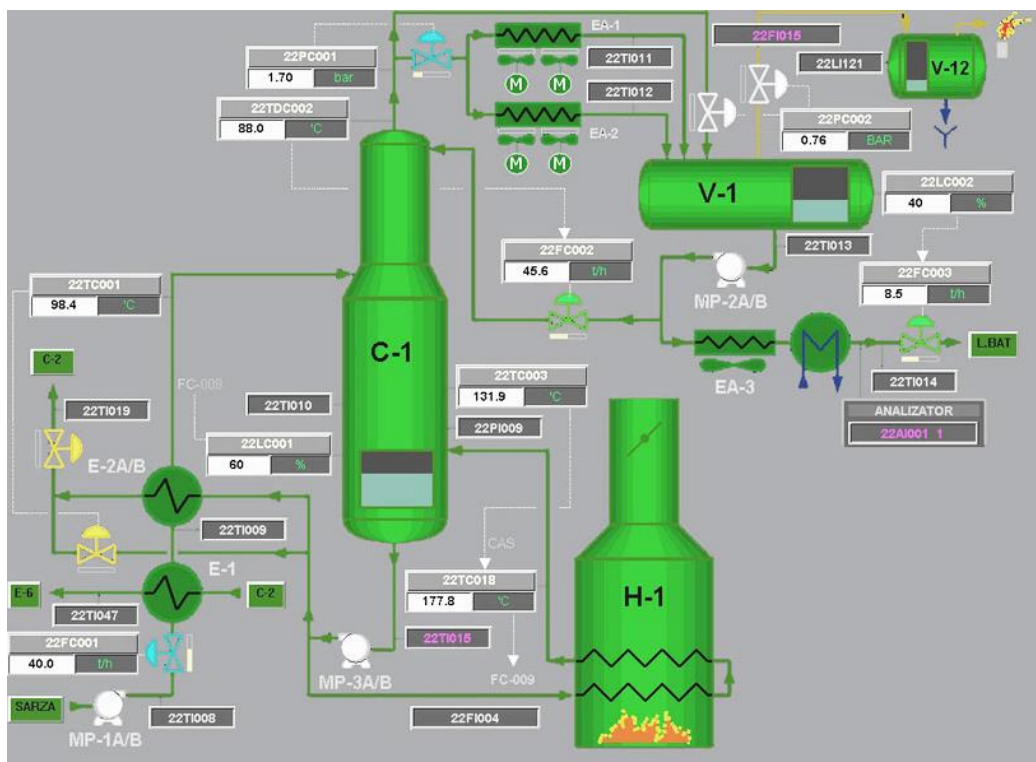 22PC001
1.70 bar
22TDC002
88.0 °C
EA-1
22TI011
22TI012
EA-2
M M
M M
22FI015
22LI121
V-12
22PC002
0.76 BAR
V-1
22LC002
40 %
22TI013
22FC002
45.6 t/h
MP-2A/B
22FC003
8.5 t/h
22TC001
98.4 °C
C-1
L.BAT
EA-3
22TI014
ANALIZATOR
22AI001 1
C-2
FC-009
22TI019
22TI010
22TC003
131.9 °C
22PI009
22LC001
60 %
E-2A/B
22TI009
E-1
CAS
22TC018
177.8 °C
H-1
E-6
C-2
22TI047
22TI015
22FC001
40.0 t/h
MP-3A/B
FC-009
SARZA
22TI008
22FI004
MP-1A/B